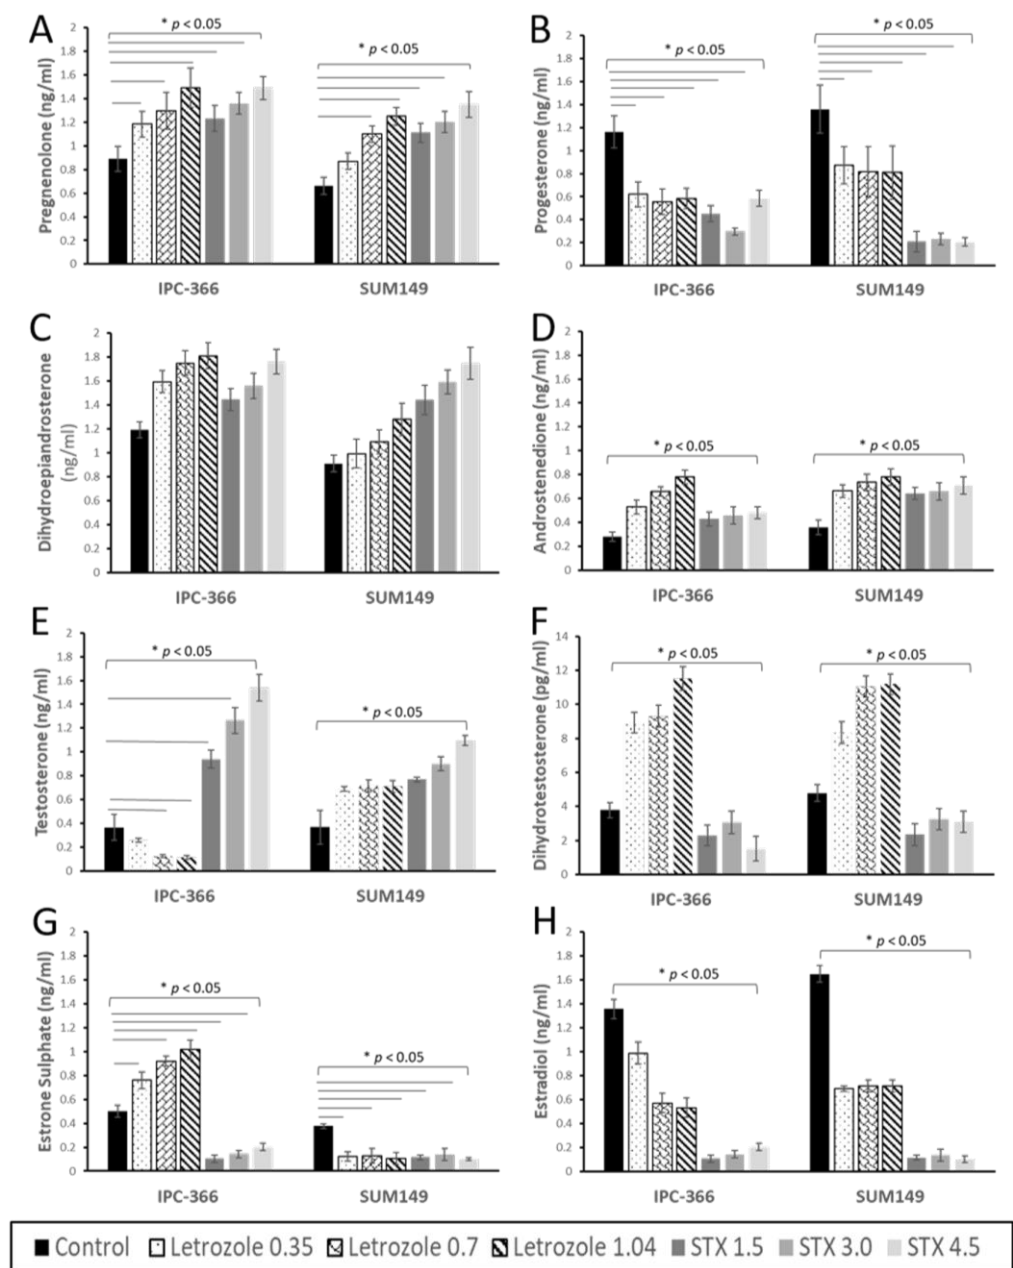 A
* p < 0.05
* p < 0.05
Pregnenolone (ng/ml)
2
1.8
1.6
1.4
1.2
1
0.8
0.6
0.4
0.2
0
IPC-366
SUM149
B
* p < 0.05
* p < 0.05
Progesterone (ng/ml)
2
1.8
1.6
1.4
1.2
1
0.8
0.6
0.4
0.2
0
IPC-366
SUM149
C
Dihydroepiandrosterone
(ng/ml)
2
1.8
1.6
1.4
1.2
1
0.8
0.6
0.4
0.2
0
IPC-366
SUM149
D
Androstenedione (ng/ml)
2
1.8
1.6
1.4
1.2
1
0.8
0.6
0.4
0.2
0
* p < 0.05
* p < 0.05
IPC-366
SUM149
E
Testosterone (ng/ml)
2
1.8
1.6
1.4
1.2
1
0.8
0.6
0.4
0.2
0
* p < 0.05
* p < 0.05
IPC-366
SUM149
F
Dihydrotestosterone (pg/ml)
14
12
10
8
6
4
2
0
* p < 0.05
* p < 0.05
IPC-366
SUM149
G
Estrone Sulphate (ng/ml)
2
1.8
1.6
1.4
1.2
1
0.8
0.6
0.4
0.2
0
* p < 0.05
* p < 0.05
IPC-366
SUM149
H
Estradiol (ng/ml)
2
1.8
1.6
1.4
1.2
1
0.8
0.6
0.4
0.2
0
* p < 0.05
* p < 0.05
IPC-366
SUM149
Control Letrozole 0.35 Letrozole 0.7 Letrozole 1.04 STX 1.5 STX 3.0 STX 4.5